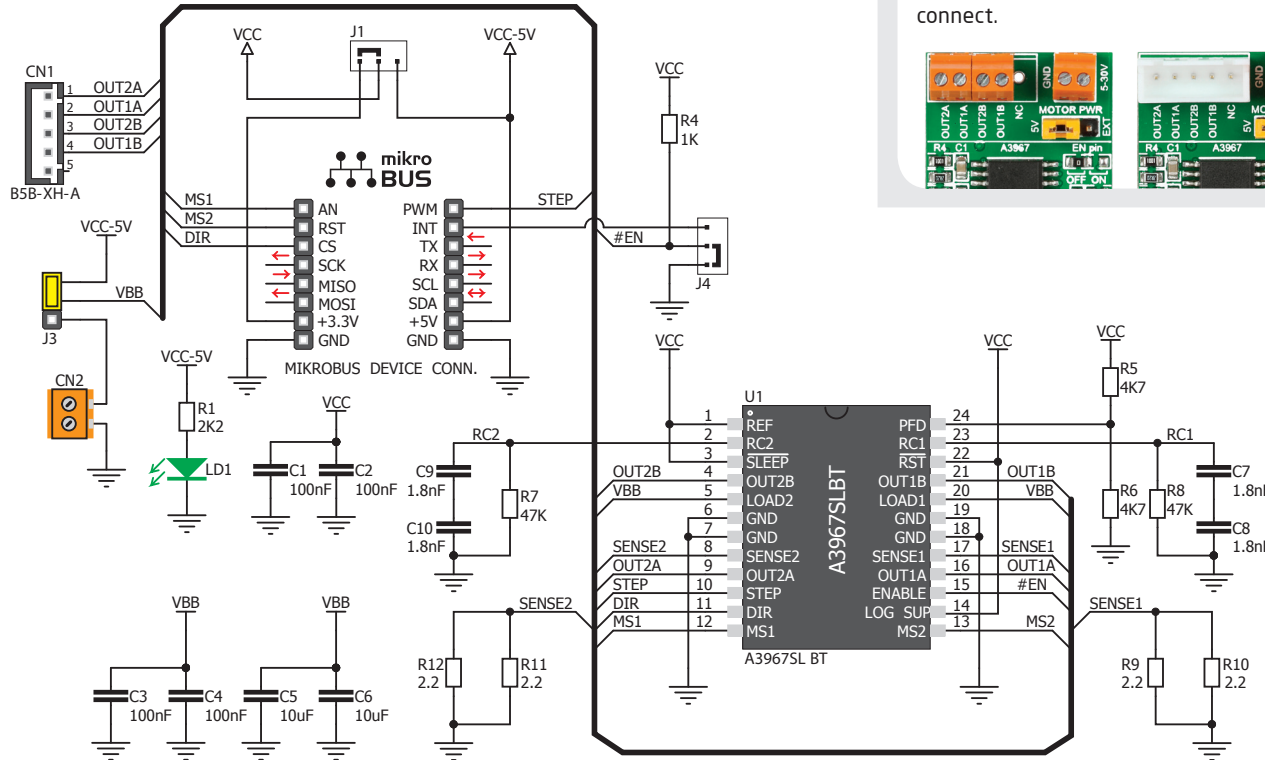 connect.
OUT2A
OUT1A
OUT2B
OUT1B
NC
GND
5-30V
MOTOR PWR
5V
EXT
R4 C1
A3967
EN pin
OFF ON
OUT2A
OUT1A
OUT2B
OUT1B
NC
GND
5V
R4 C1
A3967
VCC
J1
VCC-5V
CN1
1 OUT2A
2 OUT1A
3 OUT2B
4 OUT1B
5
B5B-XH-A
mikro
BUS
VCC
R4
1K
MS1
MS2
DIR
AN
RST
CS
SCK
MISO
MOSI
+3.3V
GND
PWM
INT
TX
RX
SCL
SDA
+5V
GND
STEP
#EN
J4
MIKROBUS DEVICE CONN.
VCC-5V
VBB
J3
CN2
VCC-5V
R1
2K2
LD1
VCC
C1
100nF
C2
100nF
RC2
C9
1.8nF
C10
1.8nF
R7
47K
VCC
VCC
VCC
R5
4K7
R6
4K7
R8
47K
RC1
C7
1.8nF
C8
1.8nF
U1
1 REF
2 RC2
3 SLEEP
OUT2B 4 OUT2B
VBB 5 LOAD2
6 GND
7 GND
SENSE2 8 SENSE2
OUT2A 9 OUT2A
STEP 10 STEP
DIR 11 DIR
MS1 12 MS1
A3967SLBT
PFD 24
RC1 23
RST 22
OUT1B 21 OUT1B
LOAD1 20 VBB
GND 19
GND 18
SENSE1 17 SENSE1
OUT1A 16 OUT1A
ENABLE 15 #EN
LOG SUP 14
MS2 13 MS2
A3967SL BT
VBB
C3
100nF
C4
100nF
VBB
C5
10uF
C6
10uF
SENSE2
R12
2.2
R11
2.2
SENSE1
R9
2.2
R10
2.2